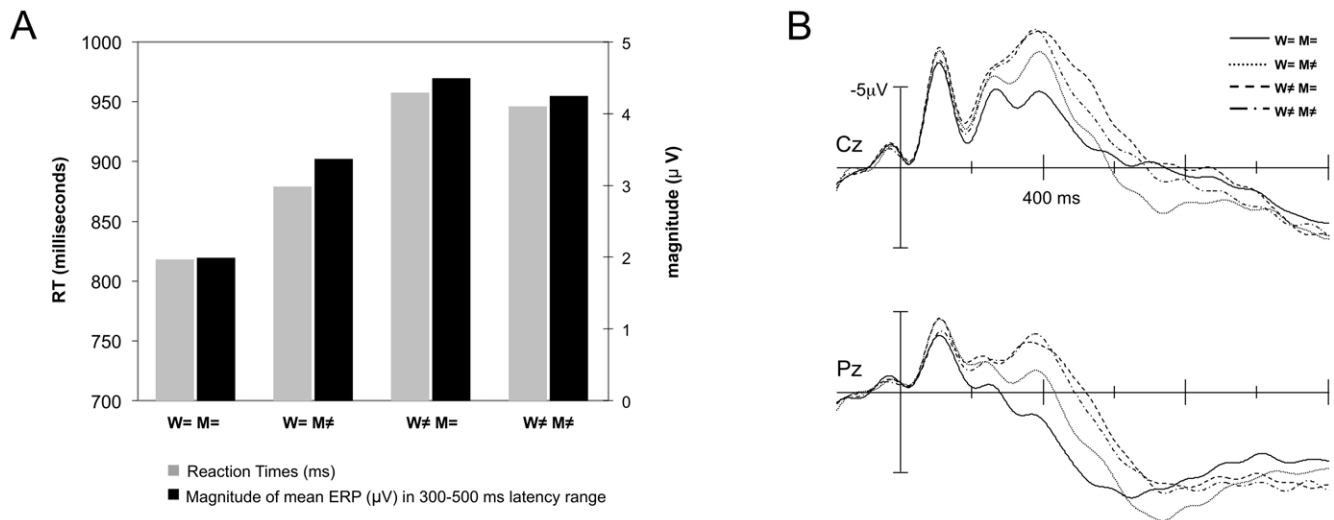 A
1000
950
900
850
800
750
700
RT (milliseconds)
5
4
3
2
1
0
magnitude (μ V)
W= M=
W= M≠
W≠ M=
W≠ M≠
Reaction Times (ms)
Magnitude of mean ERP (μV) in 300-500 ms latency range
B
W= M=
W= M≠
W≠ M=
W≠ M≠
-5μV
Cz
400 ms
Pz